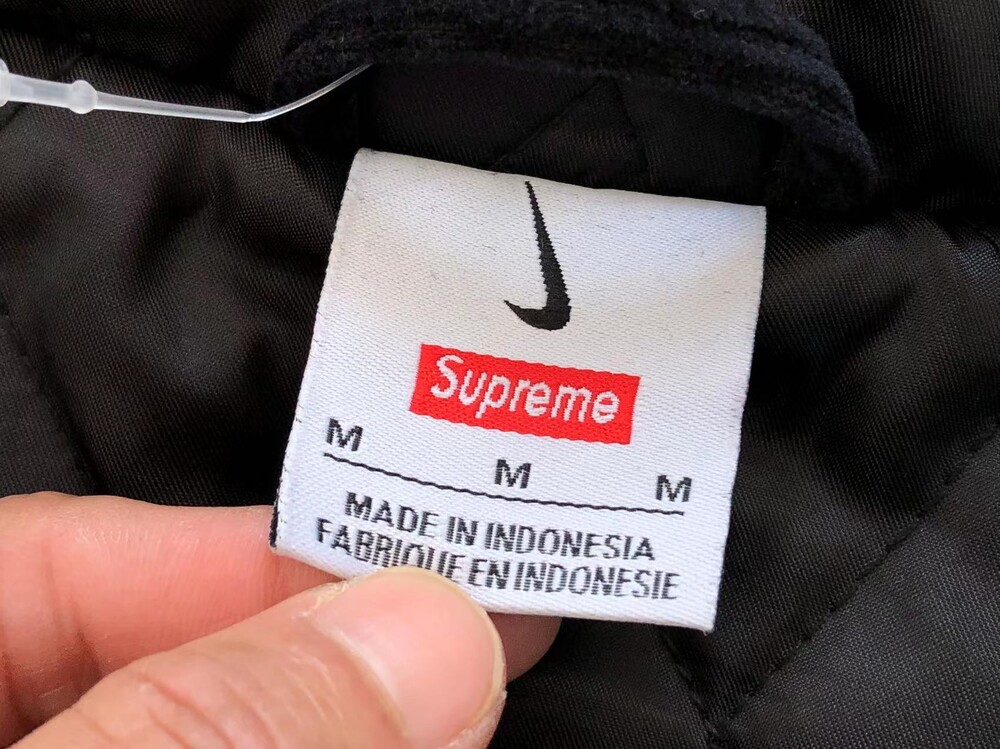 Supreme
M M M
MADE IN INDONESIA
FABRIQUE EN INDONESIE